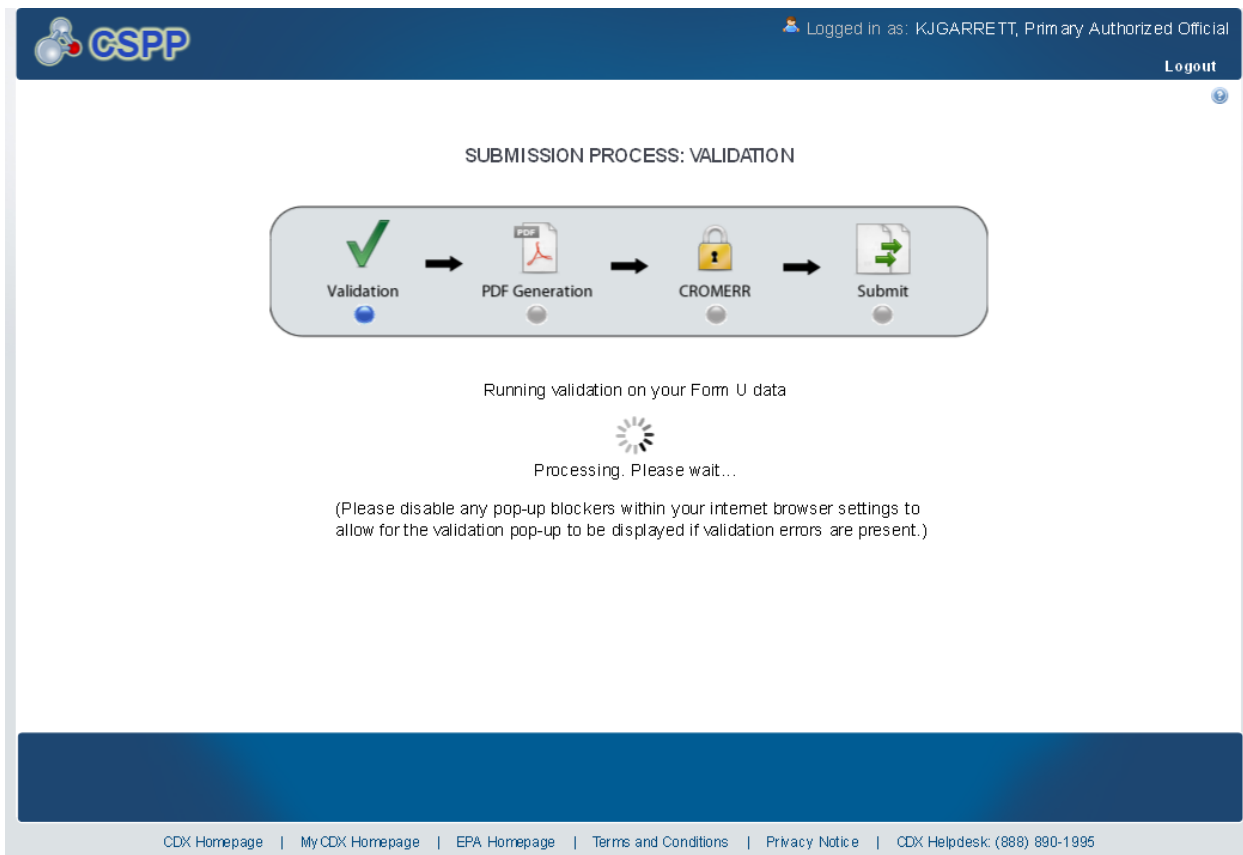 CSPP
Logged in as: KJGARRETT, Primary Authorized Official
Logout
SUBMISSION PROCESS: VALIDATION
PDF
Validation PDF Generation CROMERR Submit
Running validation on your Form U data
Processing. Please wait...
(Please disable any pop-up blockers within your internet browser settings to
allow for the validation pop-up to be displayed if validation errors are present.)
CDX Homepage | MyCDX Homepage | EPA Homepage | Terms and Conditions | Privacy Notice | CDX Helpdesk: (888) 890-1995